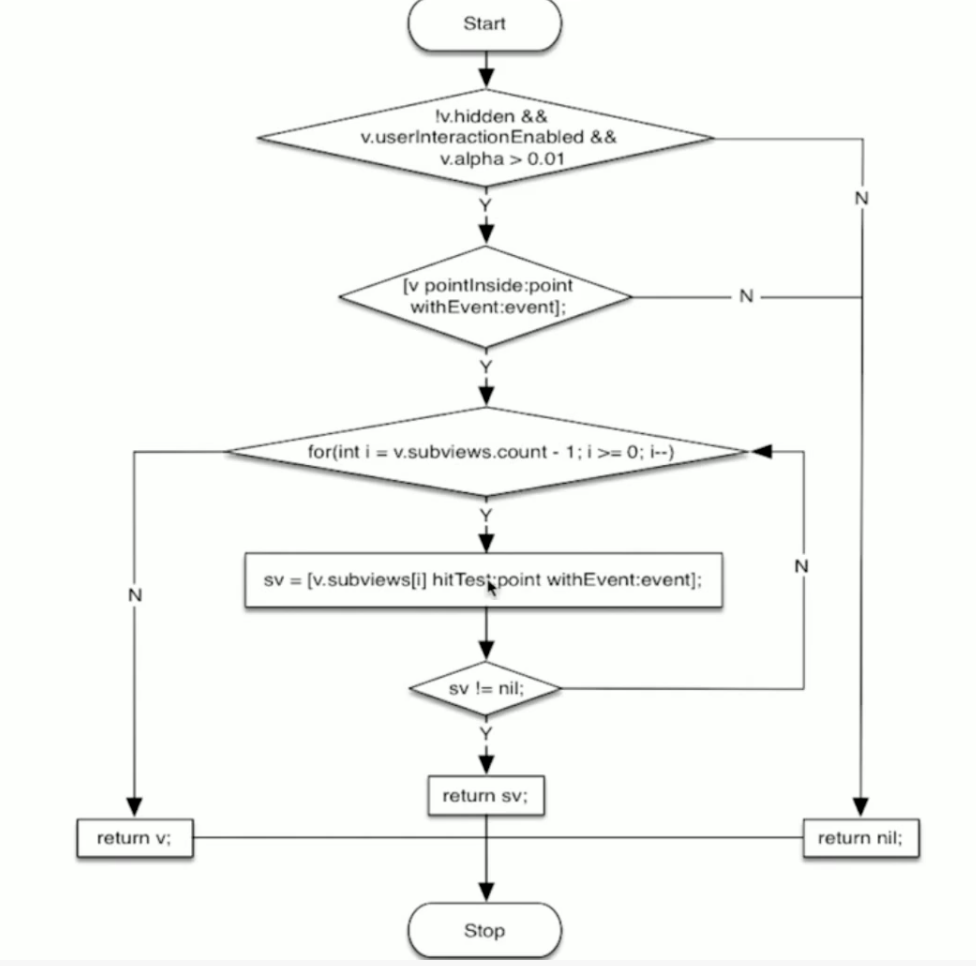 Start
!v.hidden &&
v.userInteractionEnabled &&
v.alpha > 0.01
N
Y
[v pointInside:point
withEvent:event];
N
Y
for(int i = v.subviews.count - 1; i >= 0; i--)
Y
N
sv = [v.subviews[i] hitTest:point withEvent:event];
N
sv != nil;
Y
return sv;
return v;
return nil;
Stop